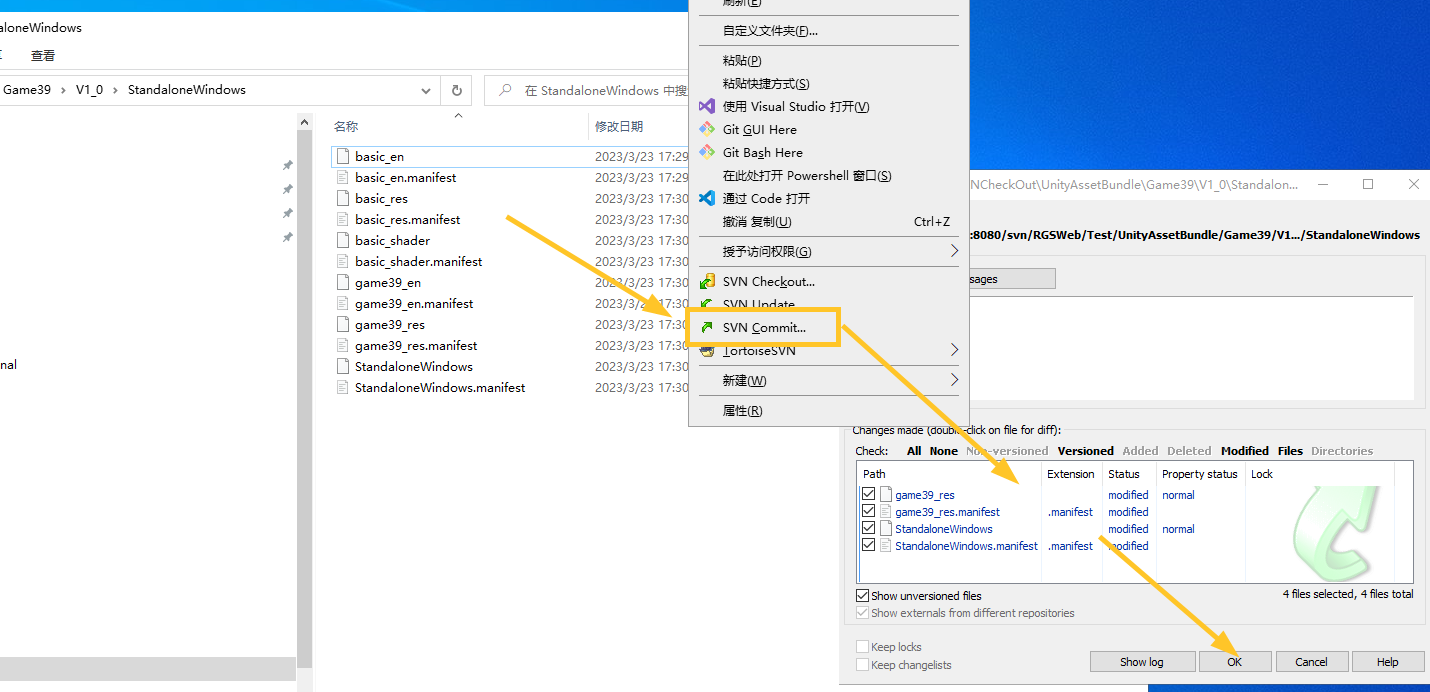 aloneWindows
查看
Game39 › V1_0 › StandaloneWindows
在 StandaloneWindows 中搜
名称
修改日期
basic_en 2023/3/23 17:29
basic_en.manifest 2023/3/23 17:29
basic_res 2023/3/23 17:30
basic_res.manifest 2023/3/23 17:30
basic_shader 2023/3/23 17:30
basic_shader.manifest 2023/3/23 17:30
game39_en 2023/3/23 17:30
game39_en.manifest 2023/3/23 17:30
game39_res 2023/3/23 17:30
game39_res.manifest 2023/3/23 17:30
StandaloneWindows 2023/3/23 17:30
StandaloneWindows.manifest 2023/3/23 17:30
nal
刷新(E)
自定义文件夹(F)...
粘贴(P)
粘贴快捷方式(S)
使用 Visual Studio 打开(V)
Git GUI Here
Git Bash Here
在此处打开 Powershell 窗口(S)
通过 Code 打开
撤消 复制(U) Ctrl+Z
授予访问权限(G)
SVN Checkout...
SVN Update
SVN Commit...
TortoiseSVN
新建(W)
属性(R)
NCheckOut\UnityAssetBundle\Game39\V1_0\Standalon...
:8080/svn/RGSWeb/Test/UnityAssetBundle/Game39/V1.../StandaloneWindows
sages
Changes made (double-click on file for diff):
Check: All None Non-versioned Versioned Added Deleted Modified Files Directories
Path Extension Status Property status Lock
game39_res modified normal
game39_res.manifest .manifest modified
StandaloneWindows modified normal
StandaloneWindows.manifest .manifest modified
Show unversioned files
4 files selected, 4 files total
Show externals from different repositories
Keep locks
Keep changelists
Show log OK Cancel Help